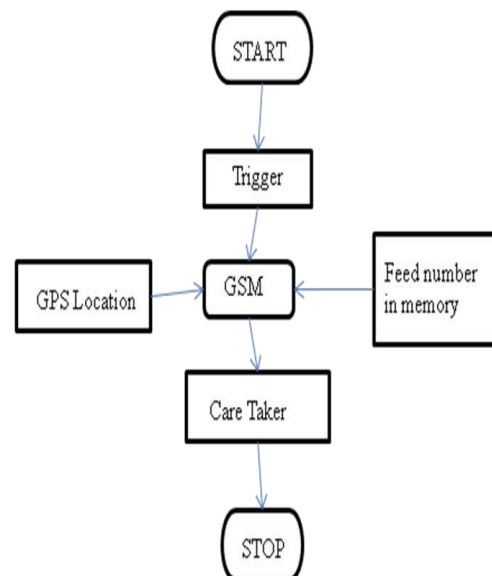 START
Trigger
GPS Location
GSM
Feed number
in memory
Care Taker
STOP